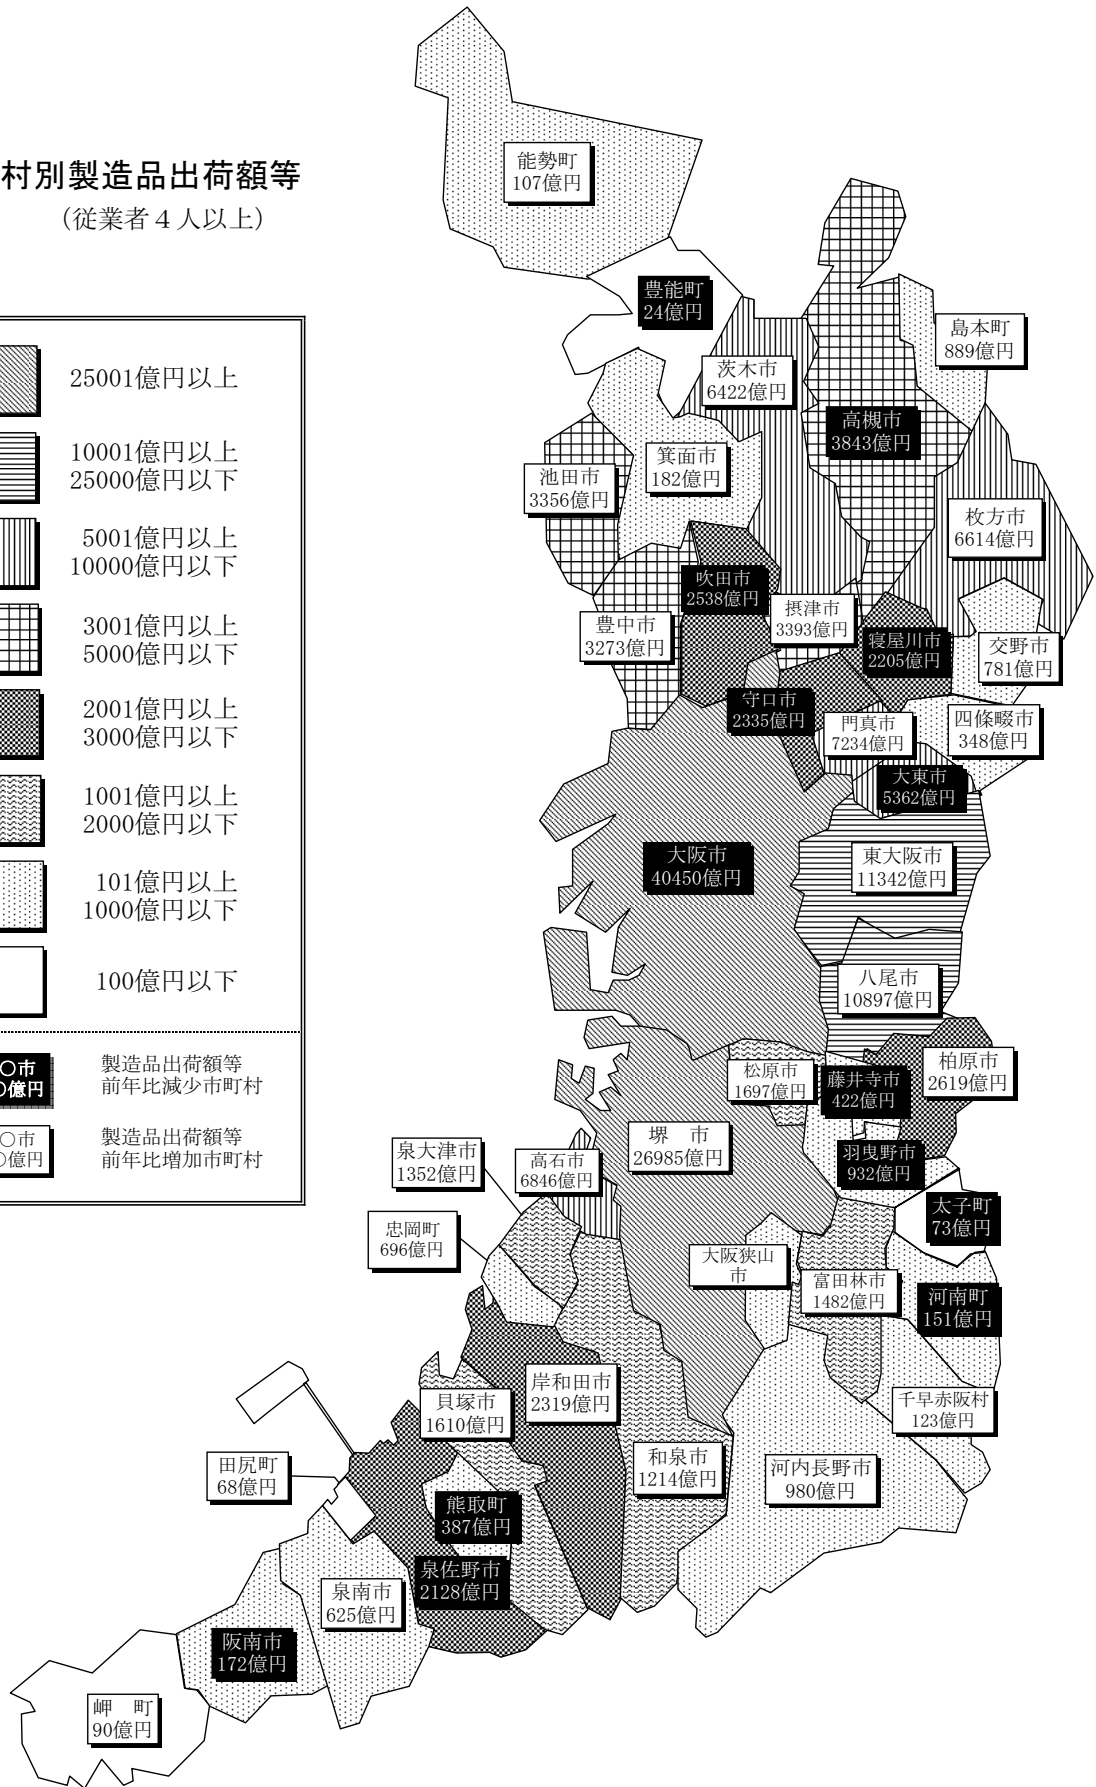 村別製造品出荷額等
（従業者４人以上）
25001億円以上
10001億円以上
25000億円以下
5001億円以上
10000億円以下
3001億円以上
5000億円以下
2001億円以上
3000億円以下
1001億円以上
2000億円以下
101億円以上
1000億円以下
100億円以下
○市
○億円
製造品出荷額等
前年比減少市町村
○市
○億円
製造品出荷額等
前年比増加市町村
能勢町
107億円
豊能町
24億円
島本町
889億円
茨木市
6422億円
高槻市
3843億円
箕面市
182億円
池田市
3356億円
枚方市
6614億円
吹田市
2538億円
摂津市
3393億円
豊中市
3273億円
寝屋川市
2205億円
交野市
781億円
守口市
2335億円
門真市
7234億円
四條畷市
348億円
大東市
5362億円
大阪市
40450億円
東大阪市
11342億円
八尾市
10897億円
松原市
1697億円
藤井寺市
422億円
柏原市
2619億円
堺　市
26985億円
泉大津市
1352億円
高石市
6846億円
羽曳野市
932億円
太子町
73億円
忠岡町
696億円
大阪狭山
市
富田林市
1482億円
河南町
151億円
岸和田市
2319億円
貝塚市
1610億円
千早赤阪村
123億円
和泉市
1214億円
河内長野市
980億円
田尻町
68億円
熊取町
387億円
泉佐野市
2128億円
泉南市
625億円
阪南市
172億円
岬　町
90億円